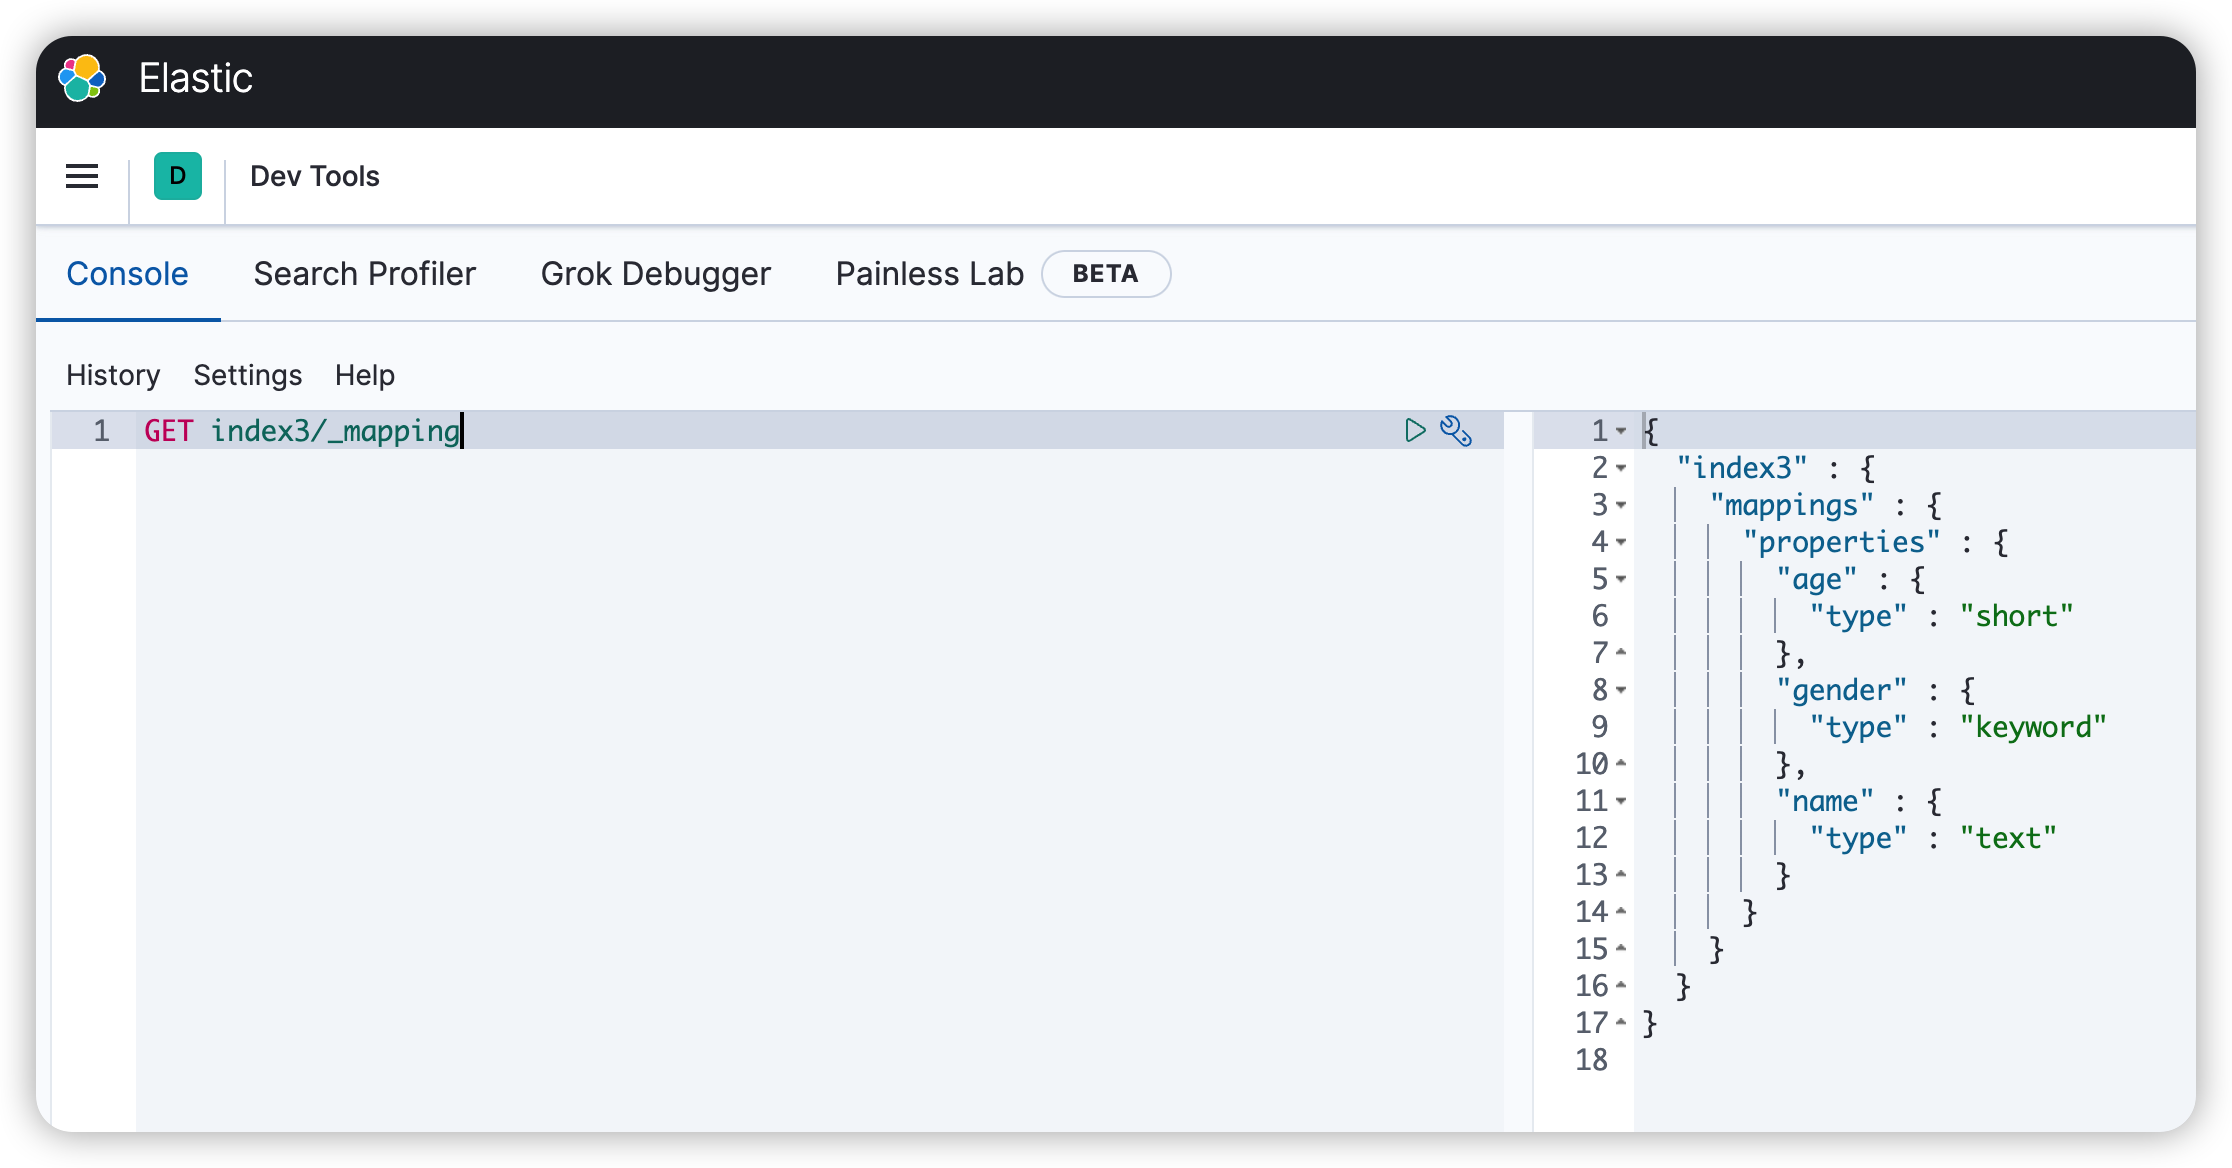 Elastic
D Dev Tools
Console Search Profiler Grok Debugger Painless Lab BETA
History Settings Help
1 GET index3/_mapping
1 {
2 "index3" : {
3 "mappings" : {
4 "properties" : {
5 "age" : {
6 "type" : "short"
7 },
8 "gender" : {
9 "type" : "keyword"
10 },
11 "name" : {
12 "type" : "text"
13 }
14 }
15 }
16 }
17 }
18